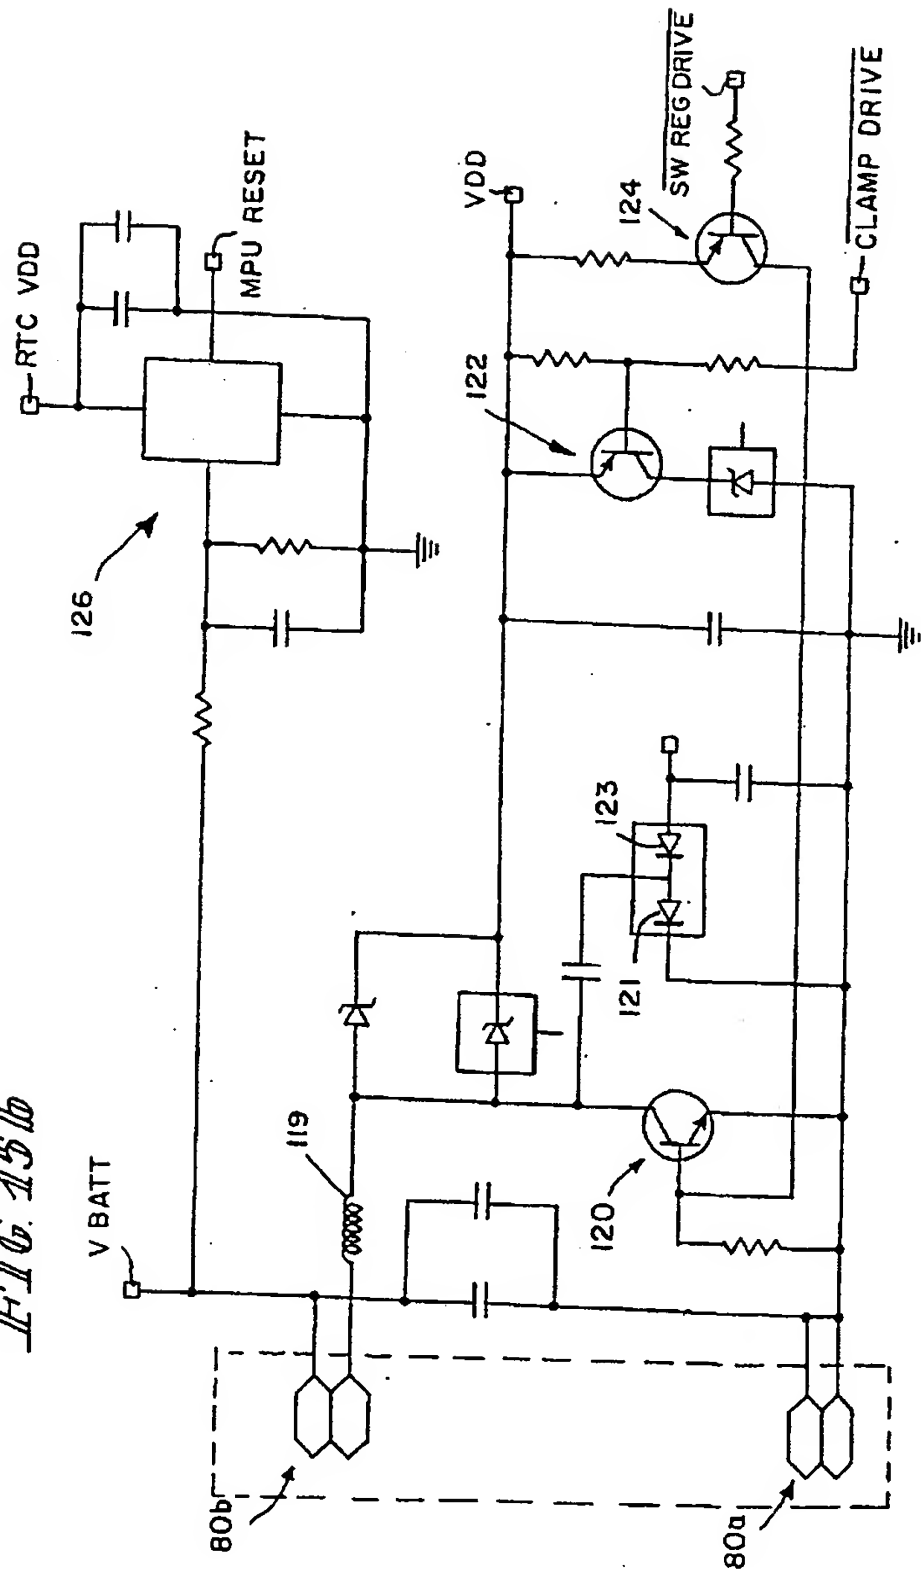 FIG. 15b
V BATT
RTC VDD
MPU RESET
126
VDD
SW REG DRIVE
124
CLAMP DRIVE
122
119
123
121
120
80b
80a